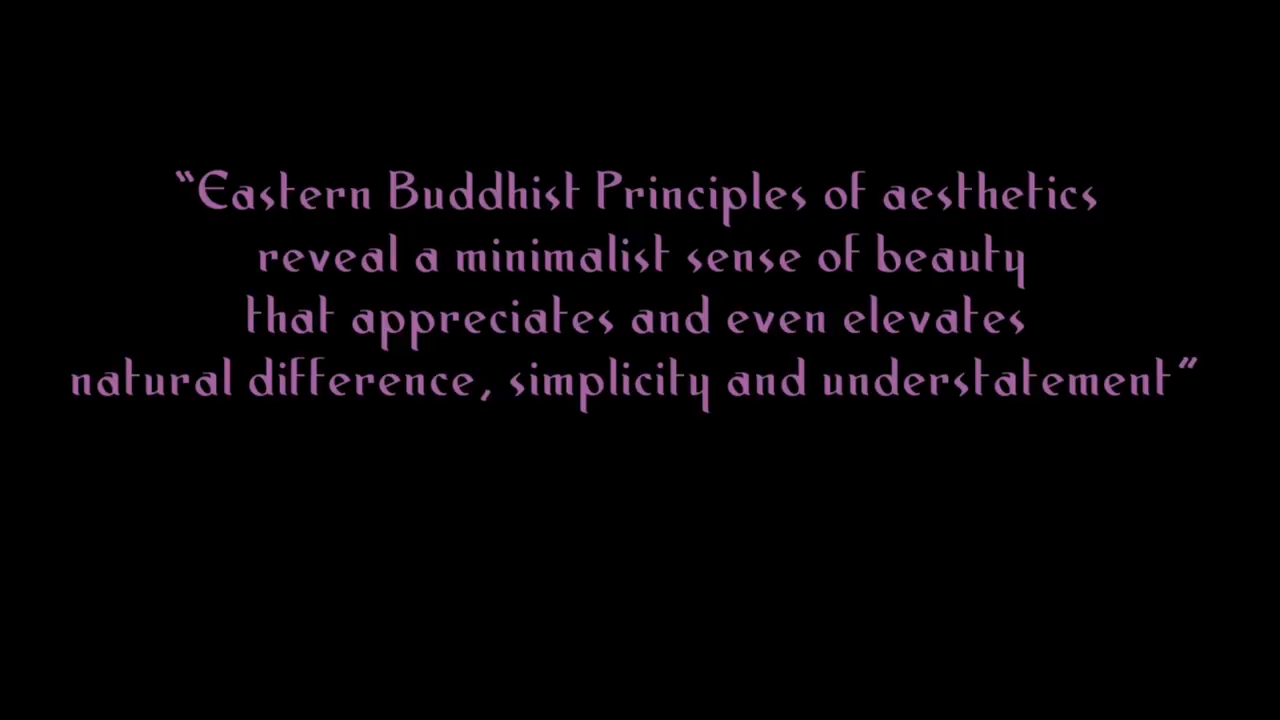 “Eastern Buddhist Principles of aesthetics
reveal a minimalist sense of beauty
that appreciates and even elevates
natural difference, simplicity and understatement”